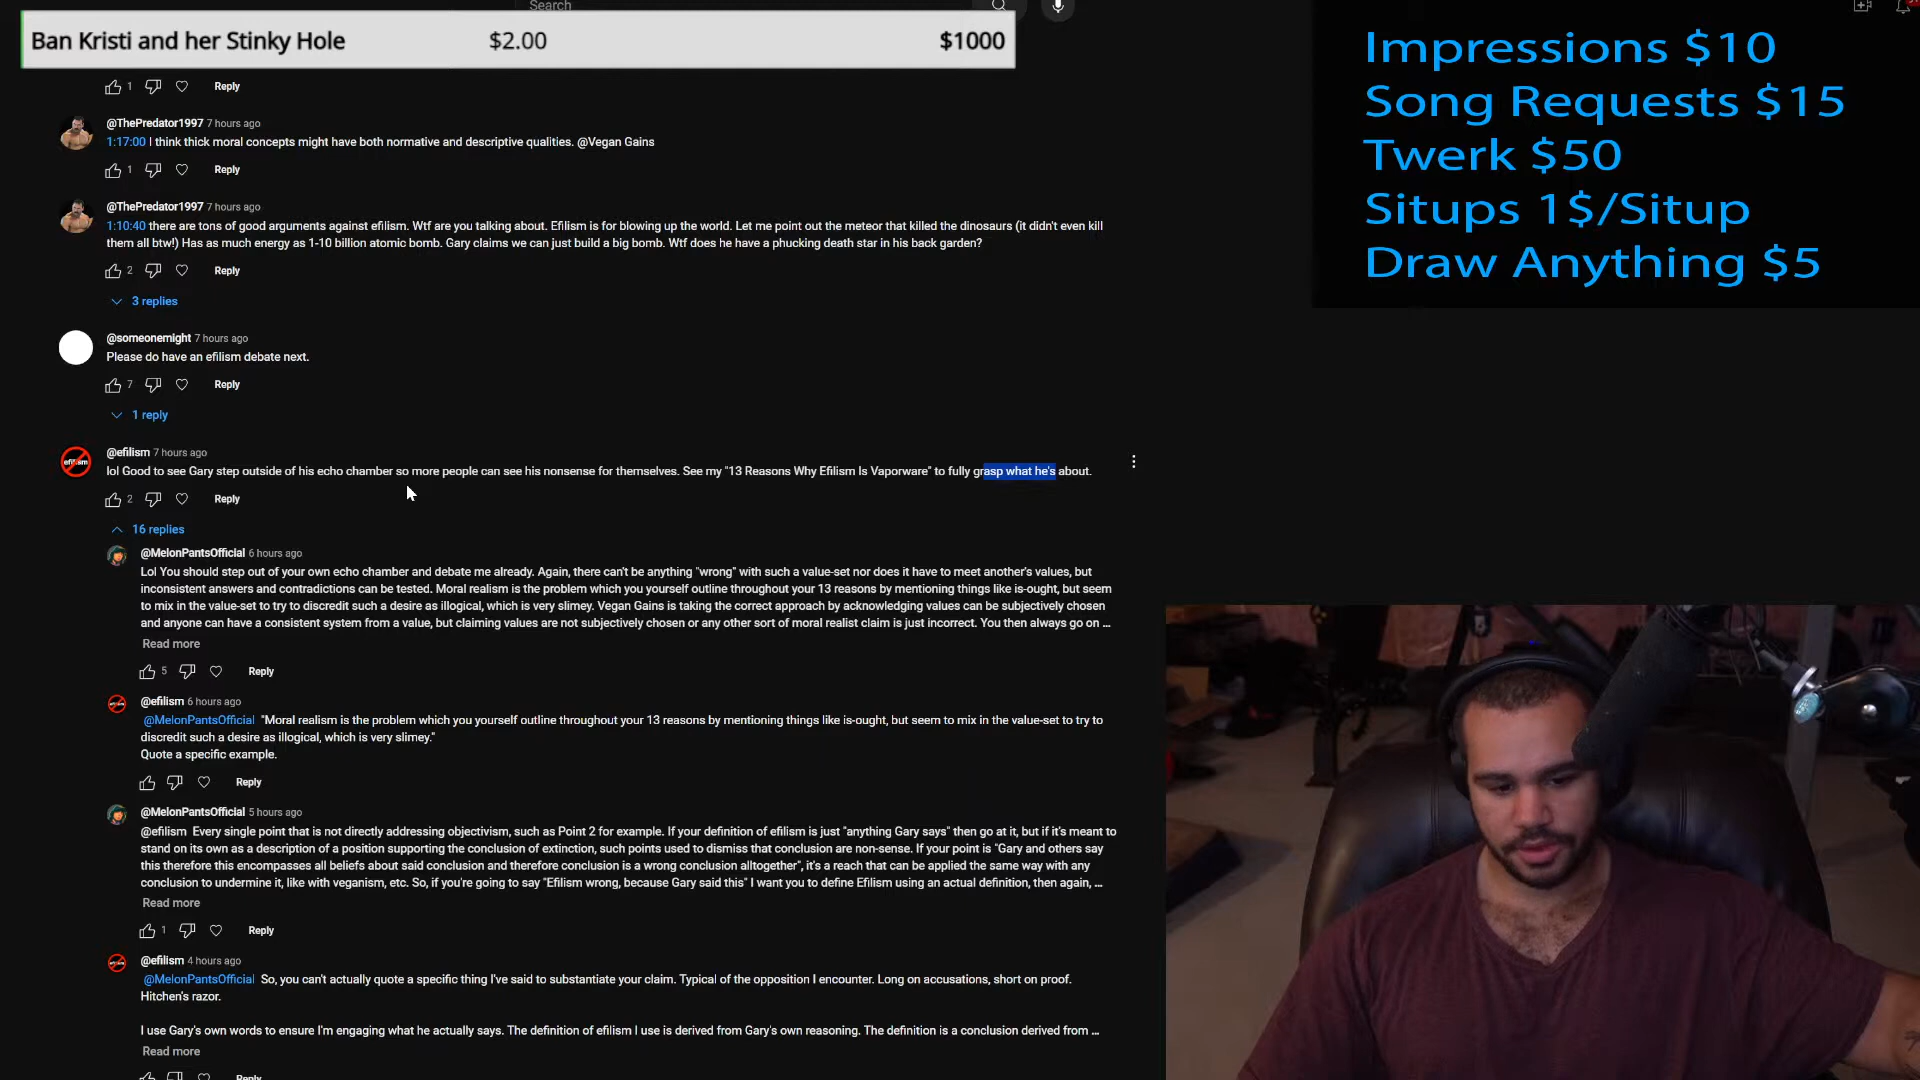 Search
Ban Kristi and her Stinky Hole $2.00 $1000
Impressions $10
Song Requests $15
Twerk $50
Situps 1$/Situp
Draw Anything $5
1 Reply
@ThePredator1997 7 hours ago
1:17:00 I think thick moral concepts might have both normative and descriptive qualities. @Vegan Gains
1 Reply
@ThePredator1997 7 hours ago
1:10:40 there are tons of good arguments against efilism. Wtf are you talking about. Efilism is for blowing up the world. Let me point out the meteor that killed the dinosaurs (it didn't even kill
them all btw!) Has as much energy as 1-10 billion atomic bomb. Gary claims we can just build a big bomb. Wtf does he have a phucking death star in his back garden?
2 Reply
3 replies
@someonemight 7 hours ago
Please do have an efilism debate next.
7 Reply
1 reply
efilism
@efilism 7 hours ago
lol Good to see Gary step outside of his echo chamber so more people can see his nonsense for themselves. See my "13 Reasons Why Efilism Is Vaporware" to fully grasp what he's about.
2 Reply
16 replies
@MelonPantsOfficial 6 hours ago
Lol You should step out of your own echo chamber and debate me already. Again, there can't be anything "wrong" with such a value-set nor does it have to meet another's values, but
inconsistent answers and contradictions can be tested. Moral realism is the problem which you yourself outline throughout your 13 reasons by mentioning things like is-ought, but seem
to mix in the value-set to try to discredit such a desire as illogical, which is very slimey. Vegan Gains is taking the correct approach by acknowledging values can be subjectively chosen
and anyone can have a consistent system from a value, but claiming values are not subjectively chosen or any other sort of moral realist claim is just incorrect. You then always go on ...
Read more
5 Reply
@efilism 6 hours ago
@MelonPantsOfficial "Moral realism is the problem which you yourself outline throughout your 13 reasons by mentioning things like is-ought, but seem to mix in the value-set to try to
discredit such a desire as illogical, which is very slimey."
Quote a specific example.
Reply
@MelonPantsOfficial 5 hours ago
@efilism Every single point that is not directly addressing objectivism, such as Point 2 for example. If your definition of efilism is just "anything Gary says" then go at it, but if it's meant to
stand on its own as a description of a position supporting the conclusion of extinction, such points used to dismiss that conclusion are non-sense. If your point is "Gary and others say
this therefore this encompasses all beliefs about said conclusion and therefore conclusion is a wrong conclusion alltogether", it's a reach that can be applied the same way with any
conclusion to undermine it, like with veganism, etc. So, if you're going to say "Efilism wrong, because Gary said this" I want you to define Efilism using an actual definition, then again, ...
Read more
1 Reply
@efilism 4 hours ago
@MelonPantsOfficial So, you can't actually quote a specific thing I've said to substantiate your claim. Typical of the opposition I encounter. Long on accusations, short on proof.
Hitchen's razor.
I use Gary's own words to ensure I'm engaging what he actually says. The definition of efilism I use is derived from Gary's own reasoning. The definition is a conclusion derived from ...
Read more
Reply